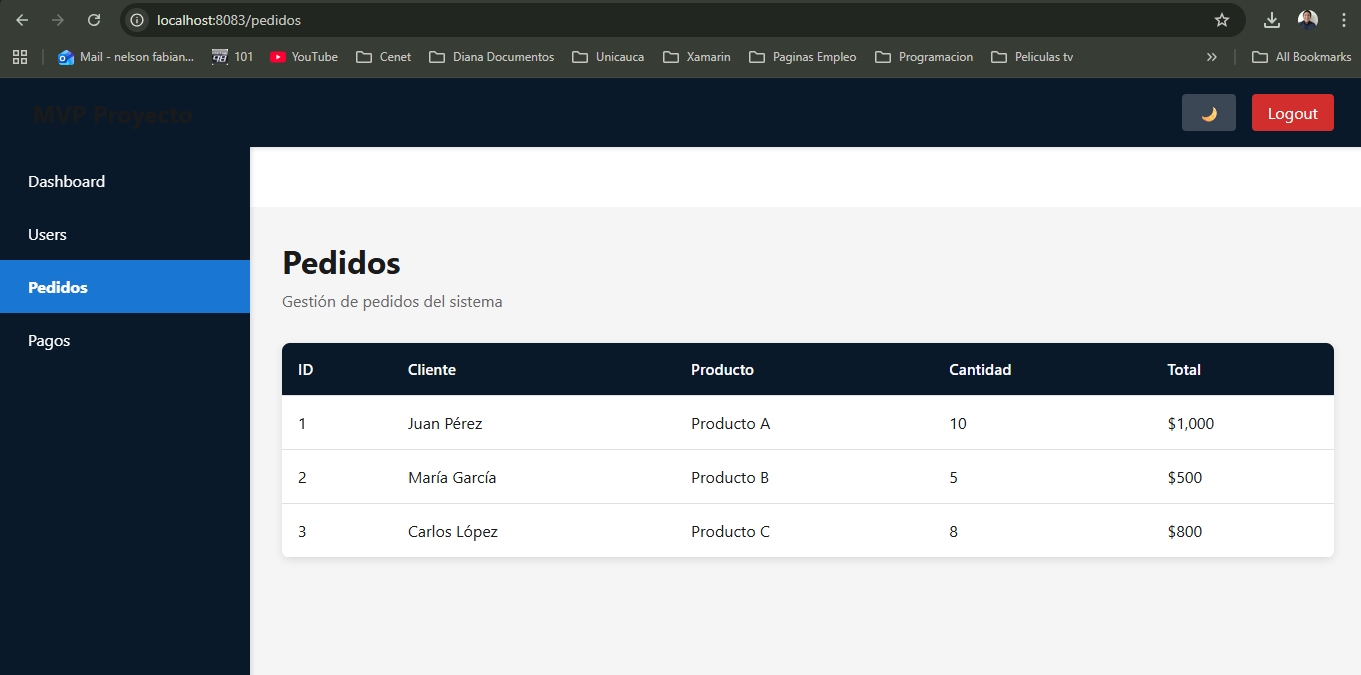 localhost:8083/pedidos
Mail - nelson fabian... 101 YouTube Cenet Diana Documentos Unicauca Xamarin Paginas Empleo Programacion Peliculas tv » All Bookmarks
MVP Proyecto Logout
Dashboard
Users
Pedidos
Pagos
Pedidos
Gestión de pedidos del sistema
ID Cliente Producto Cantidad Total
1 Juan Pérez Producto A 10 $1,000
2 María García Producto B 5 $500
3 Carlos López Producto C 8 $800